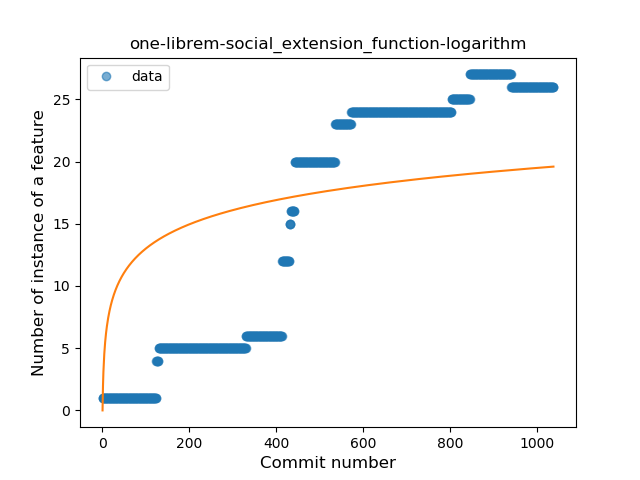 one-librem-social_extension_function-logarithm
data
Number of instance of a feature
25
20
15
10
5
0
0 200 400 600 800 1000
Commit number